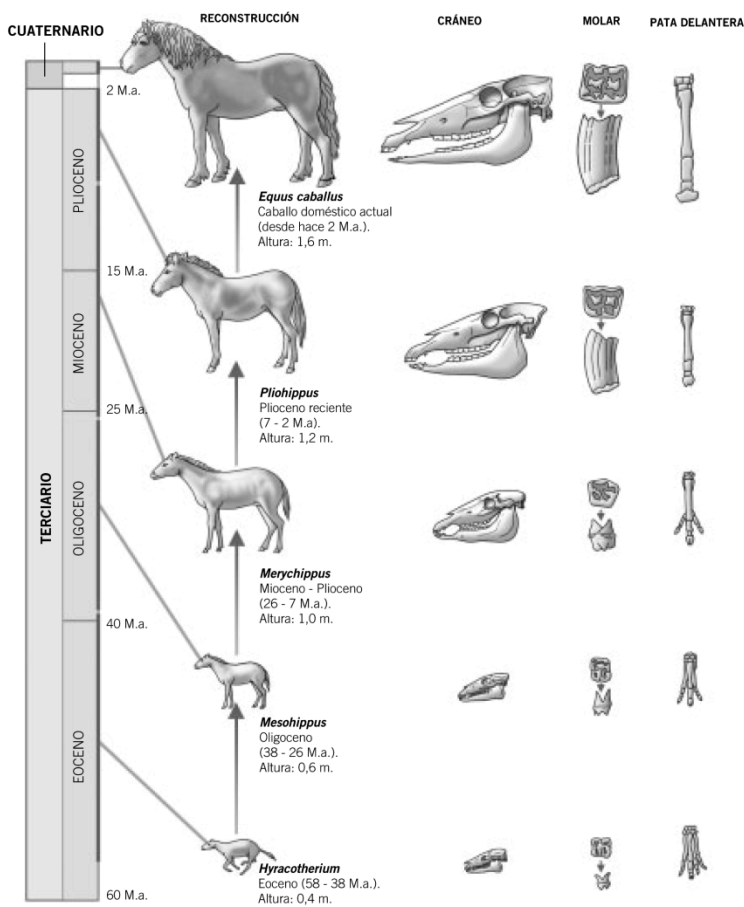 CUATERNARIO
RECONSTRUCCIÓN
CRÁNEO
MOLAR
PATA DELANTERA
2 M.a.
PLIOCENO
Equus caballus
Caballo doméstico actual
(desde hace 2 M.a.).
Altura: 1,6 m.
15 M.a.
MIOCENO
Pliohippus
Plioceno reciente
(7 - 2 M.a).
Altura: 1,2 m.
25 M.a.
TERCIARIO
OLIGOCENO
Merychippus
Mioceno - Plioceno
(26 - 7 M.a.).
Altura: 1,0 m.
40 M.a.
EOCENO
Mesohippus
Oligoceno
(38 - 26 M.a.).
Altura: 0,6 m.
Hyracotherium
Eoceno (58 - 38 M.a.).
Altura: 0,4 m.
60 M.a.